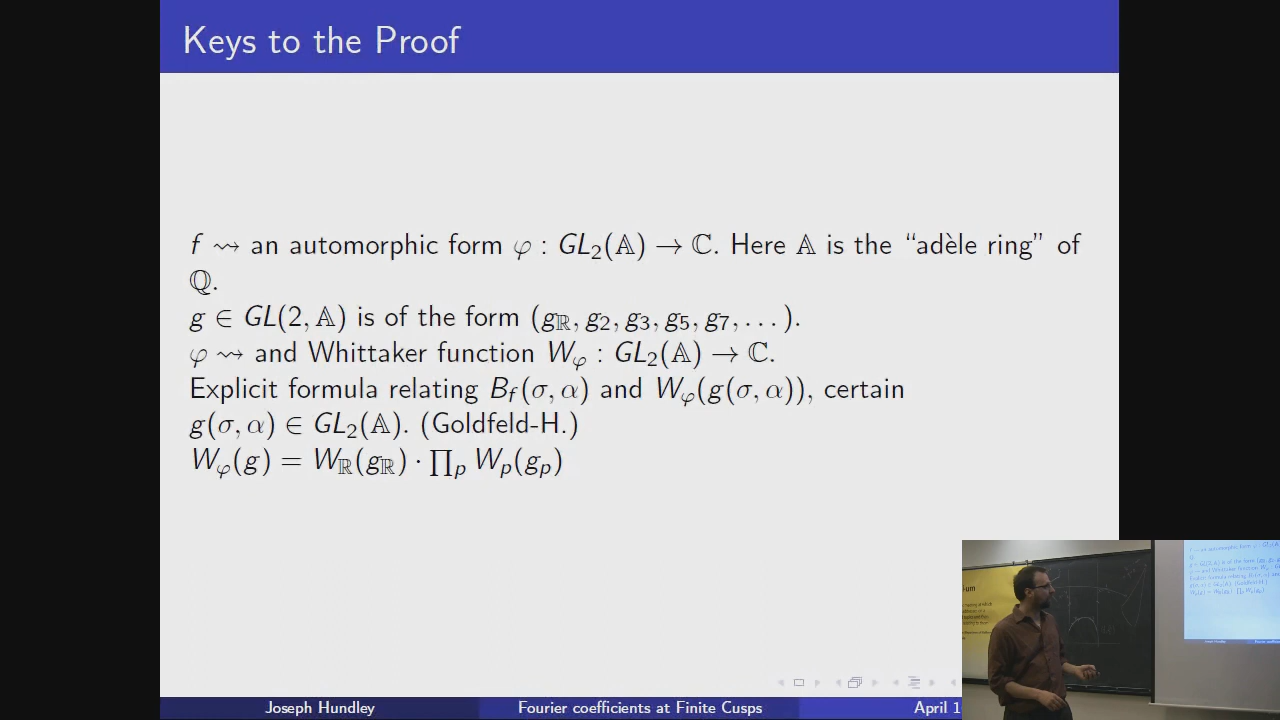 Keys to the Proof
f ⇝ an automorphic form φ : GL₂(𝔸) → ℂ. Here 𝔸 is the “adèle ring” of
ℚ.
g ∈ GL(2, 𝔸) is of the form (g_ℝ, g₂, g₃, g₅, g₇, . . . ).
φ ⇝ and Whittaker function W_φ : GL₂(𝔸) → ℂ.
Explicit formula relating B_f(σ, α) and W_φ(g(σ, α)), certain
g(σ, α) ∈ GL₂(𝔸). (Goldfeld-H.)
W_φ(g) = W_ℝ(g_ℝ) · ∏_p W_p(g_p)
Joseph Hundley
Fourier coefficients at Finite Cusps
April 1